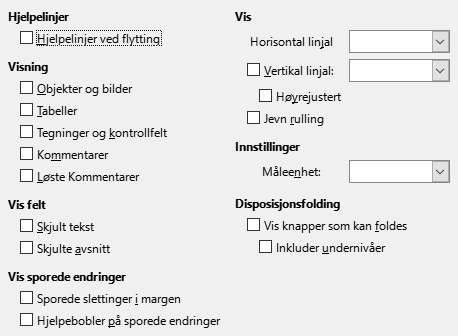 Hjelpelinjer
Hjelpelinjer ved flytting
Visning
Objekter og bilder
Tabeller
Tegninger og kontrollfelt
Kommentarer
Løste Kommentarer
Vis felt
Skjult tekst
Skjulte avsnitt
Vis sporede endringer
Sporede slettinger i margen
Hjelpebobler på sporede endringer
Vis
Horisontal linjal
Vertikal linjal:
Høyrejustert
Jevn rulling
Innstillinger
Måleenhet:
Disposisjonsfolding
Vis knapper som kan foldes
Inkluder undernivåer